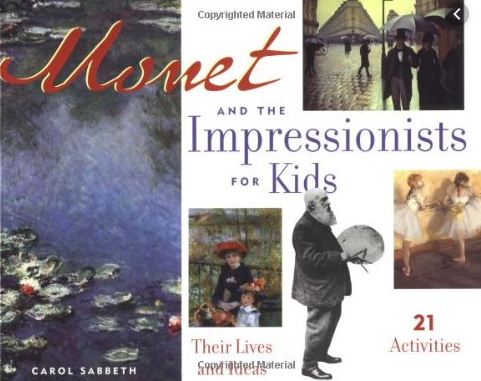 Copyrighted Material
Monet
AND THE
Impressionists
FOR Kids
21
Activities
Their Lives
and Ideas
Copyrighted Material
CAROL SABBETH